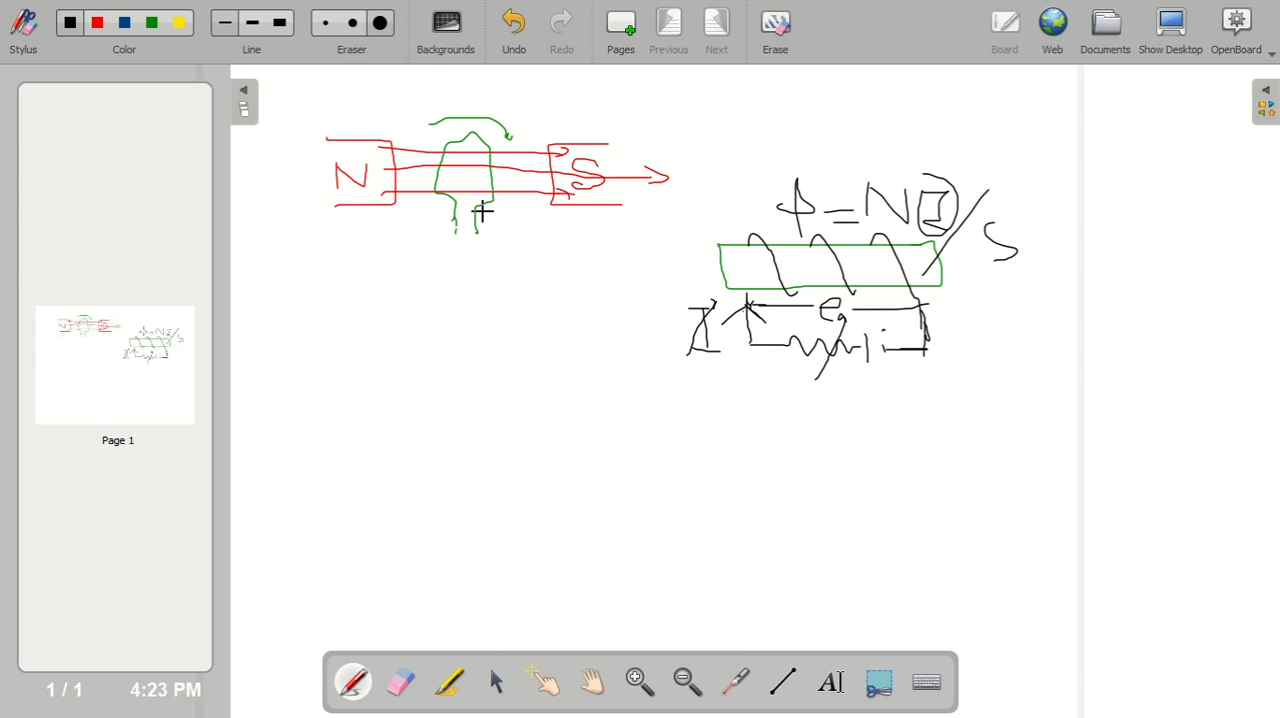 Stylus
Color
Line
Eraser
Backgrounds
Undo
Redo
Pages
Previous
Next
Erase
Board
Web
Documents
Show Desktop
OpenBoard
N
S
ϕ = NI/S
I
e
Page 1
1 / 1
4:23 PM